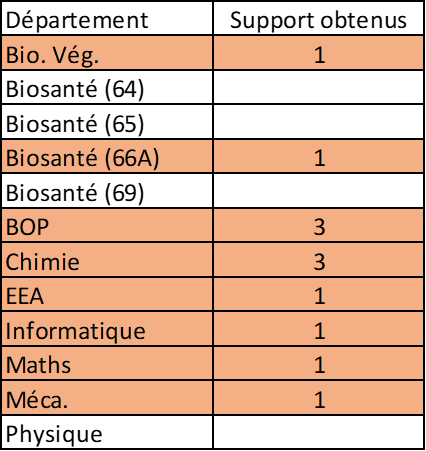 Département Support obtenus
Bio. Vég. 1
Biosanté (64)
Biosanté (65)
Biosanté (66A) 1
Biosanté (69)
BOP 3
Chimie 3
EEA 1
Informatique 1
Maths 1
Méca. 1
Physique